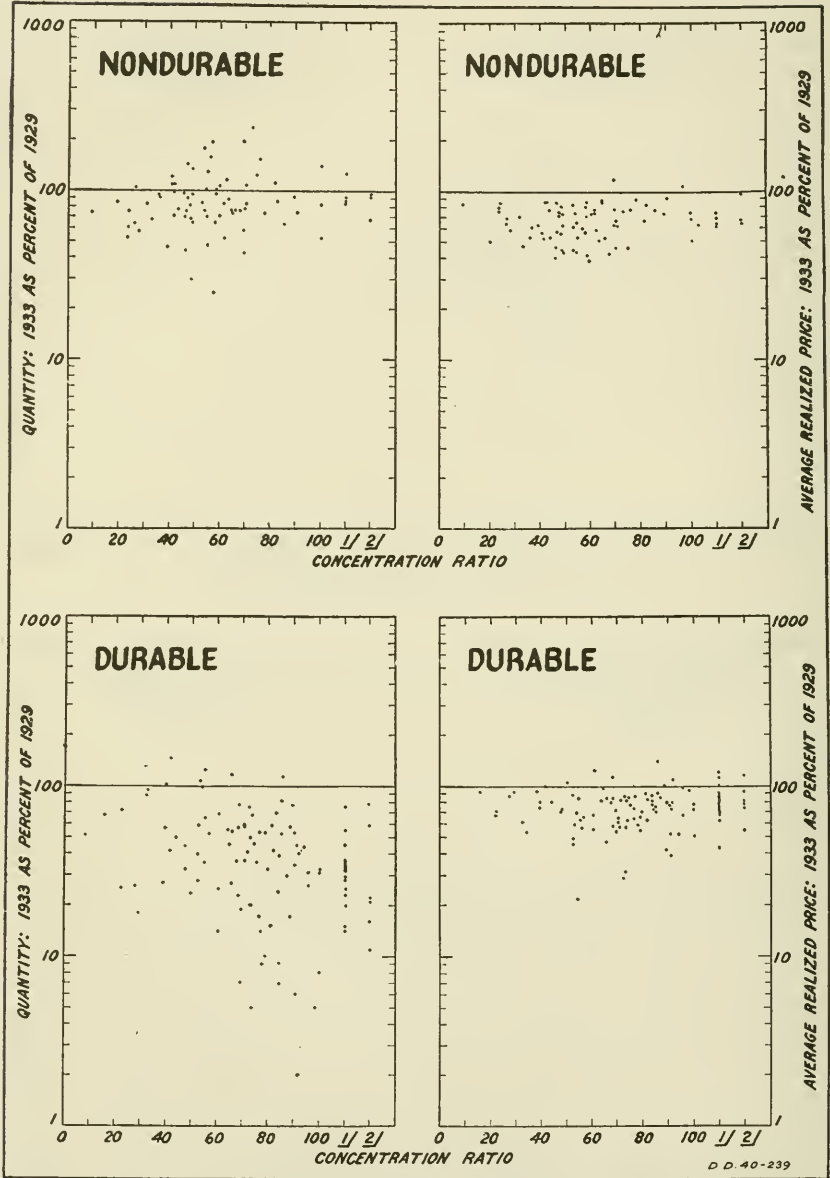 NONDURABLE
QUANTITY: 1933 AS PERCENT OF 1929
1000
100
10
1
0 20 40 60 80 100 1/ 2/
NONDURABLE
AVERAGE REALIZED PRICE: 1933 AS PERCENT OF 1929
1000
100
10
1
0 20 40 60 80 100 1/ 2/
CONCENTRATION RATIO
DURABLE
QUANTITY: 1933 AS PERCENT OF 1929
1000
100
10
1
0 20 40 60 80 100 1/ 2/
DURABLE
AVERAGE REALIZED PRICE: 1933 AS PERCENT OF 1929
1000
100
10
1
0 20 40 60 80 100 1/ 2/
CONCENTRATION RATIO
D D. 40-239